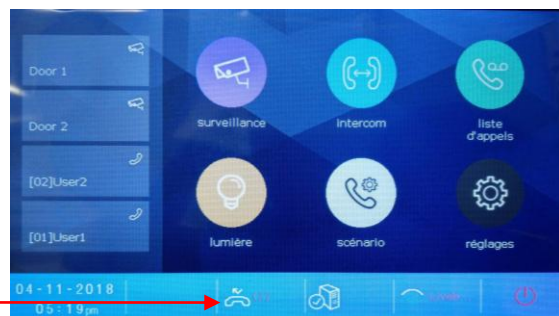 Door 1
Door 2
[02]User2
[01]User1
surveillance
intercom
liste
d'appels
lumière
scénario
réglages
04-11-2018
05:19pm